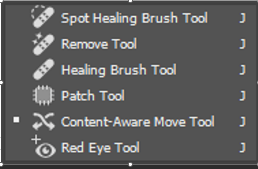 Spot Healing Brush Tool J
Remove Tool J
Healing Brush Tool J
Patch Tool J
Content-Aware Move Tool J
Red Eye Tool J